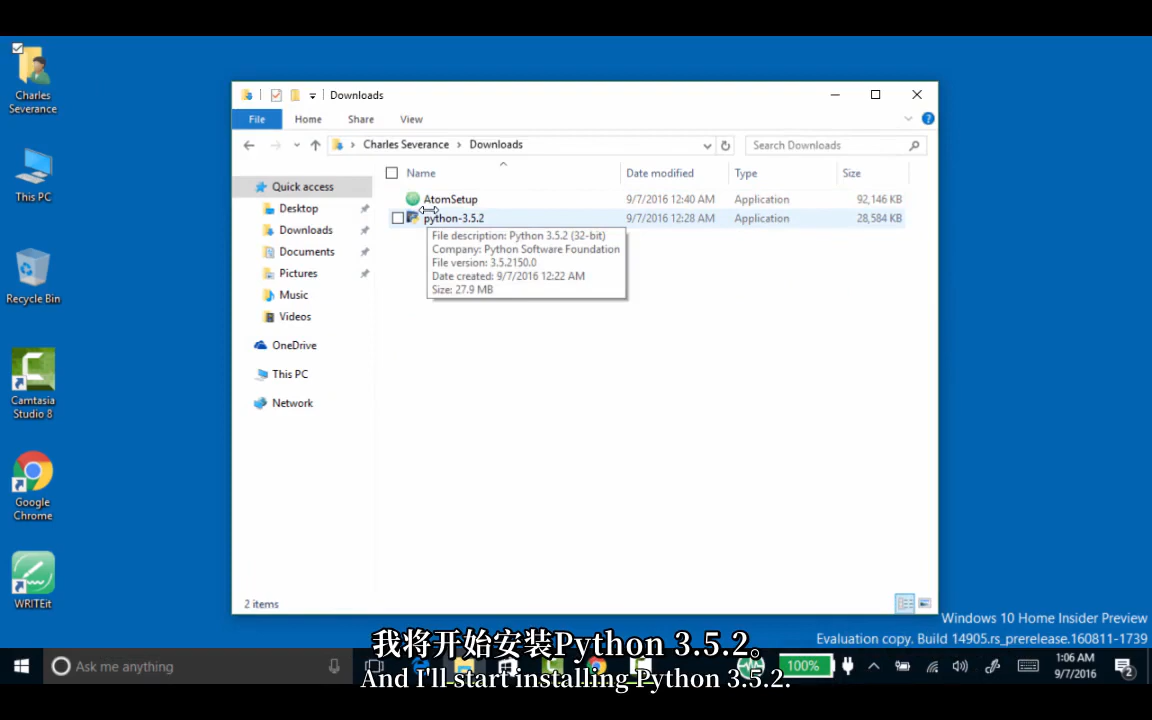 Charles
Severance
This PC
Recycle Bin
Camtasia
Studio 8
Google
Chrome
WRITEit
Downloads
File
Home
Share
View
Charles Severance > Downloads
Search Downloads
Name
Date modified
Type
Size
AtomSetup
9/7/2016 12:40 AM
Application
92,146 KB
python-3.5.2
9/7/2016 12:28 AM
Application
28,584 KB
File description: Python 3.5.2 (32-bit)
Company: Python Software Foundation
File version: 3.5.2150.0
Date created: 9/7/2016 12:22 AM
Size: 27.9 MB
Quick access
Desktop
Downloads
Documents
Pictures
Music
Videos
OneDrive
This PC
Network
2 items
Windows 10 Home Insider Preview
Evaluation copy. Build 14905.rs_prerelease.160811-1739
我将开始安装Python 3.5.2。
And I'll start installing Python 3.5.2.
Ask me anything
100%
1:06 AM
9/7/2016
2